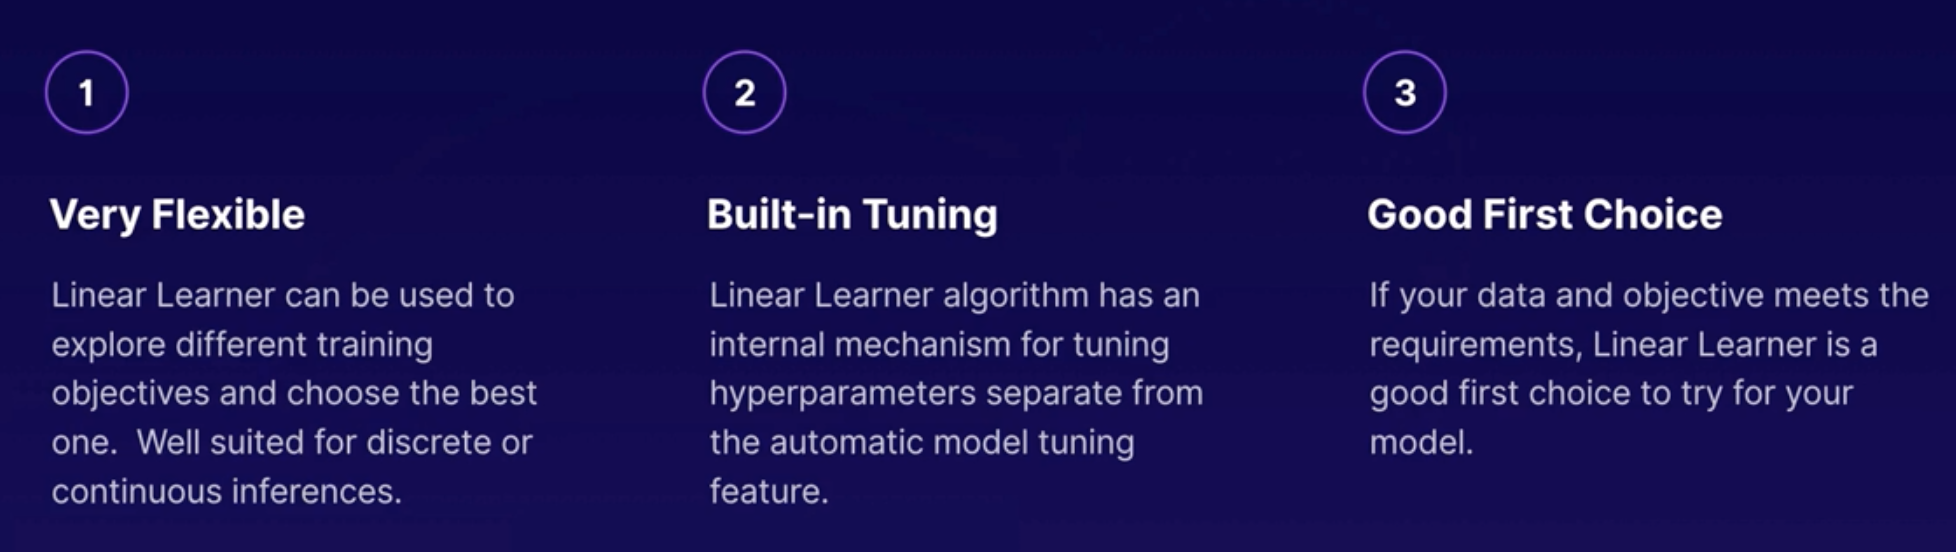 1
Very Flexible
Linear Learner can be used to
explore different training
objectives and choose the best
one.  Well suited for discrete or
continuous inferences.
2
Built-in Tuning
Linear Learner algorithm has an
internal mechanism for tuning
hyperparameters separate from
the automatic model tuning
feature.
3
Good First Choice
If your data and objective meets the
requirements, Linear Learner is a
good first choice to try for your
model.